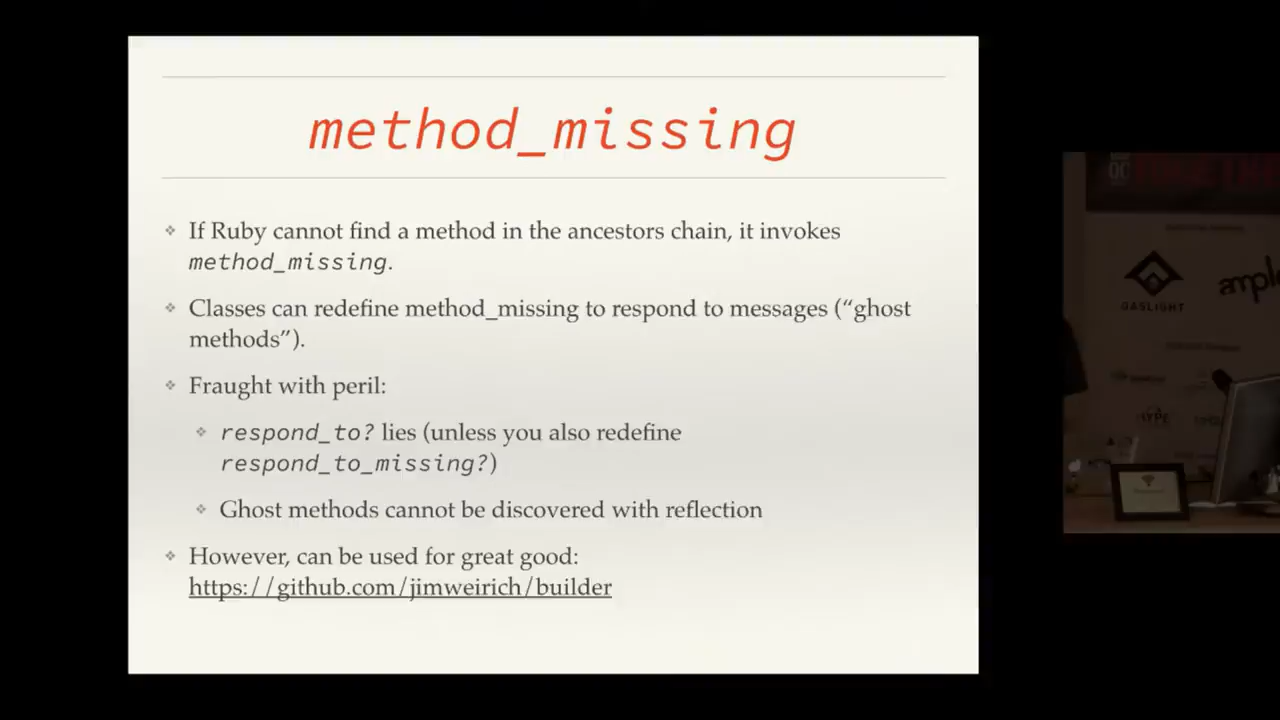 method_missing
If Ruby cannot find a method in the ancestors chain, it invokes
method_missing.
Classes can redefine method_missing to respond to messages (“ghost
methods”).
Fraught with peril:
respond_to? lies (unless you also redefine
respond_to_missing?)
Ghost methods cannot be discovered with reflection
However, can be used for great good:
https://github.com/jimweirich/builder
GASLIGHT